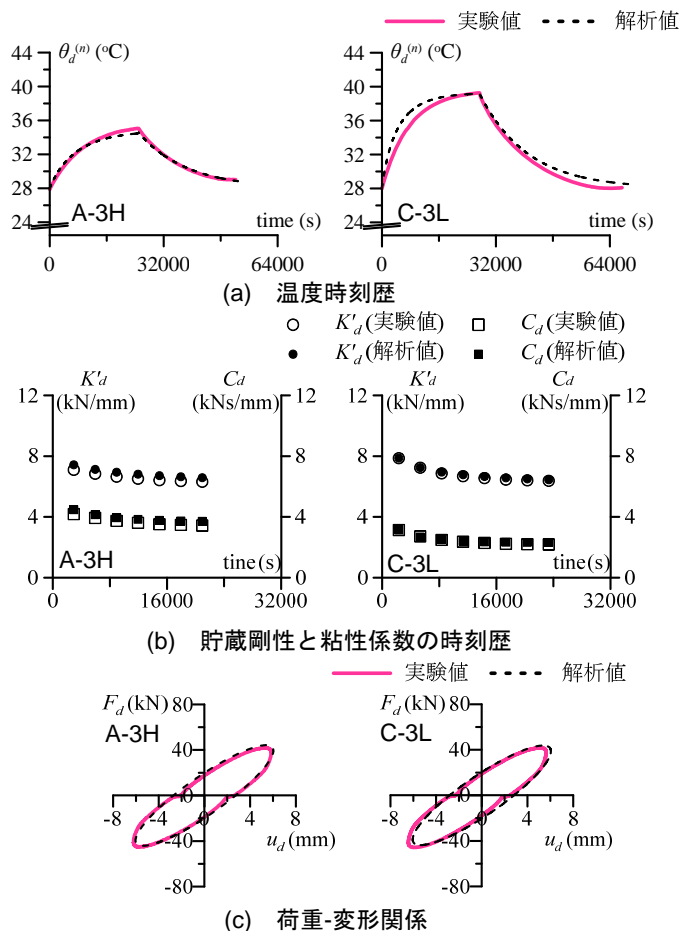 実験値 解析値
44 θd(n) (oC) 44 θd(n) (oC)
40 40
36 36
32 32
28 28
24 A-3H time (s) 24 C-3L time (s)
0 32000 64000 0 32000 64000
(a) 温度時刻歴
K'd(実験値) Cd(実験値)
K'd(解析値) Cd(解析値)
12 K'd Cd 12 12 K'd Cd 12
(kN/mm) (kNs/mm) (kN/mm) (kNs/mm)
8 8 8 8
4 4 4 4
A-3H tine(s) C-3L tine(s)
0 0 0 0
0 16000 32000 0 16000 32000
(b) 貯蔵剛性と粘性係数の時刻歴
実験値 解析値
Fd(kN) 80 Fd(kN) 80
A-3H C-3L
40 40
0 0
-8 -4 0 4 8 -8 -4 0 4 8
-40 ud(mm) -40 ud(mm)
-80 -80
(c) 荷重-変形関係